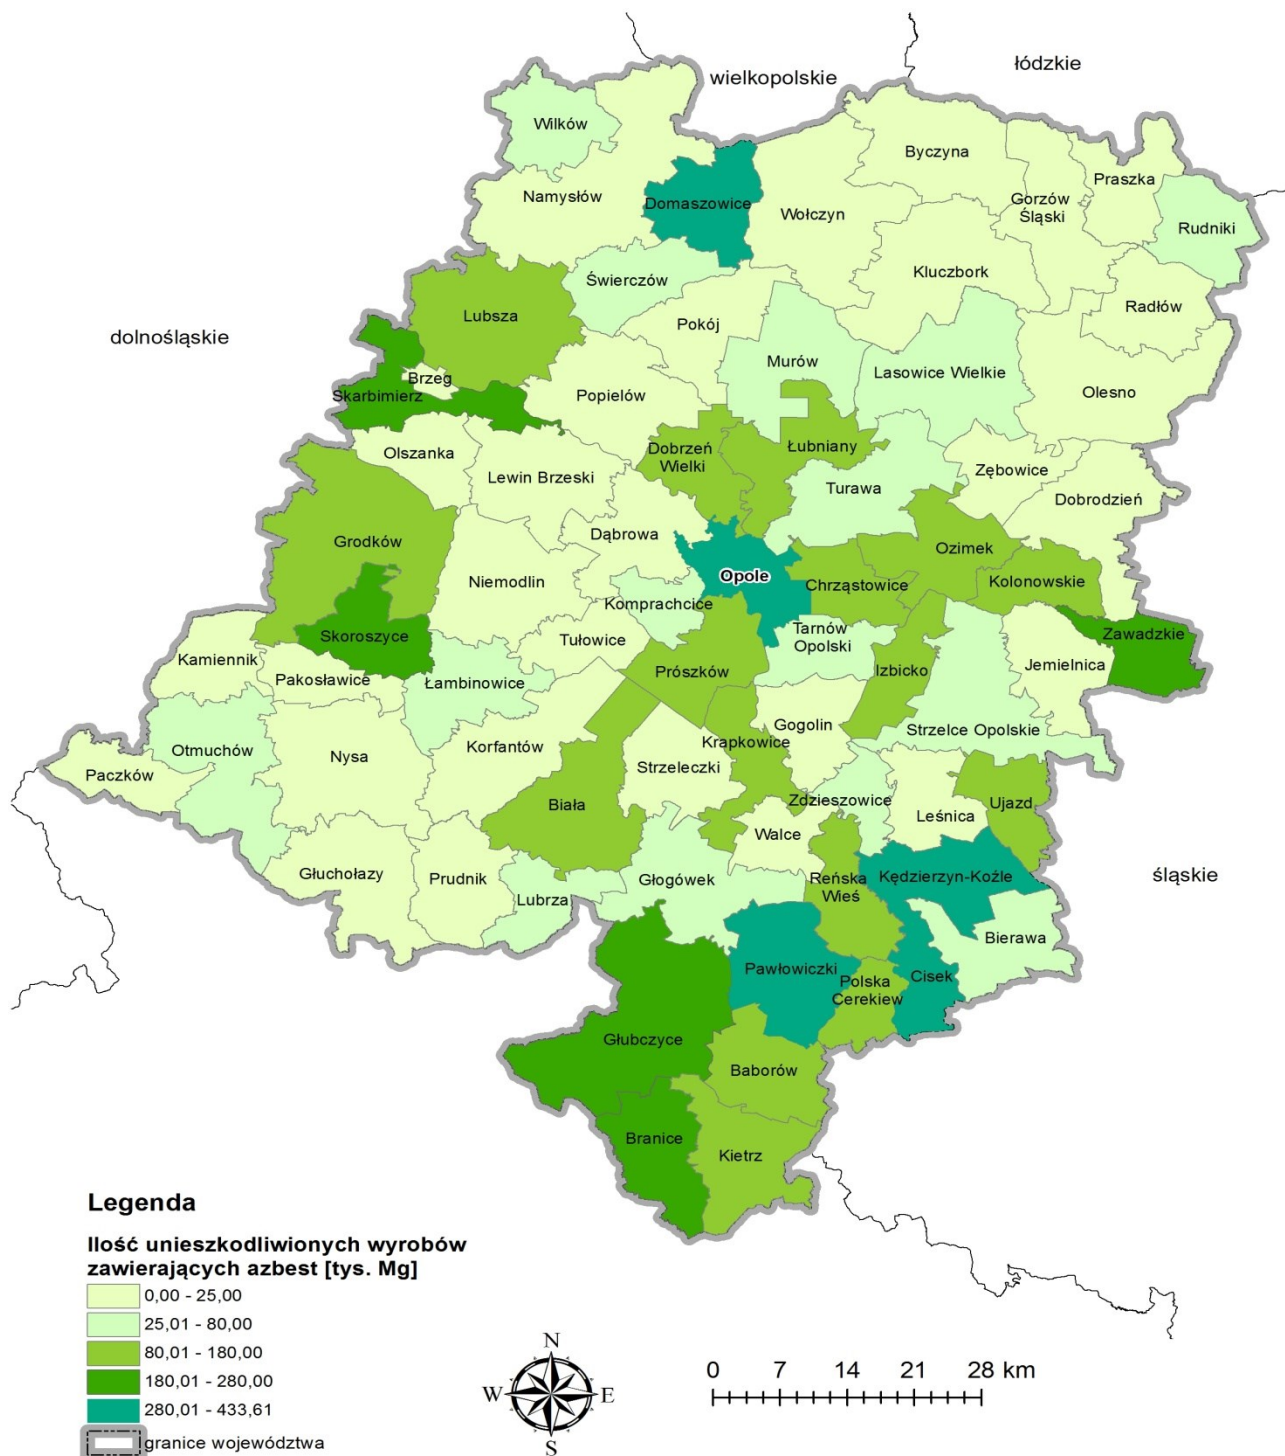 wielkopolskie
łódzkie
Wilków
Byczyna
Praszka
Namysłów
Domaszowice
Wołczyn
Gorzów
Śląski
Rudniki
Świerczów
Kluczbork
Radłów
Lubsza
Pokój
dolnośląskie
Murów
Lasowice Wielkie
Brzeg
Skarbimierz
Popielów
Olesno
Olszanka
Dobrzeń
Wielki
Łubniany
Lewin Brzeski
Turawa
Zębowice
Dobrodzień
Grodków
Dąbrowa
Ozimek
Niemodlin
Opole
Chrząstowice
Kolonowskie
Komprachcice
Skoroszyce
Tułowice
Tarnów
Opolski
Zawadzkie
Kamiennik
Pakosławice
Łambinowice
Prószków
Izbicko
Jemielnica
Otmuchów
Nysa
Korfantów
Gogolin
Strzelce Opolskie
Krapkowice
Paczków
Strzeleczki
Biała
Zdzieszowice
Ujazd
Leśnica
Walce
Głuchołazy
Prudnik
Lubrza
Głogówek
Reńska
Wieś
Kędzierzyn-Koźle
śląskie
Bierawa
Pawłowiczki
Polska
Cerekiew
Cisek
Głubczyce
Baborów
Branice
Kietrz
Legenda
Ilość unieszkodliwionych wyrobów
zawierających azbest [tys. Mg]
0,00 - 25,00
25,01 - 80,00
80,01 - 180,00
180,01 - 280,00
280,01 - 433,61
granice województwa
N
W E
S
0 7 14 21 28 km